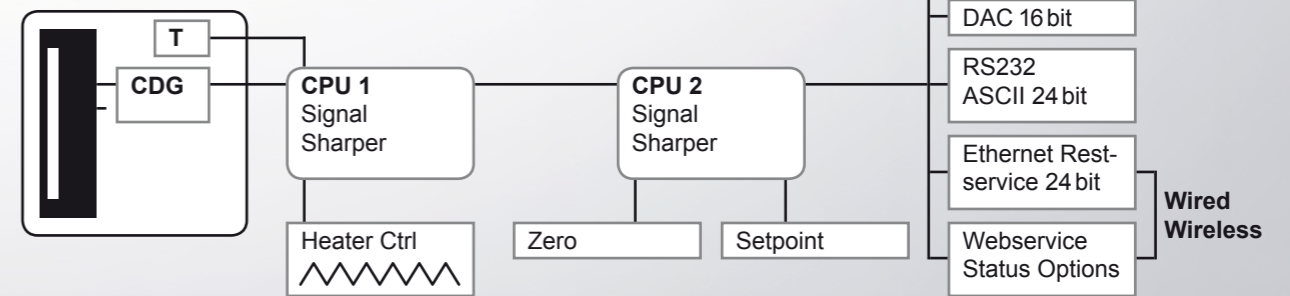 T
CDG
CPU 1
Signal
Sharper
Heater Ctrl
CPU 2
Signal
Sharper
Zero
Setpoint
DAC 16 bit
RS232
ASCII 24 bit
Ethernet Rest-
service 24 bit
Webservice
Status Options
Wired
Wireless